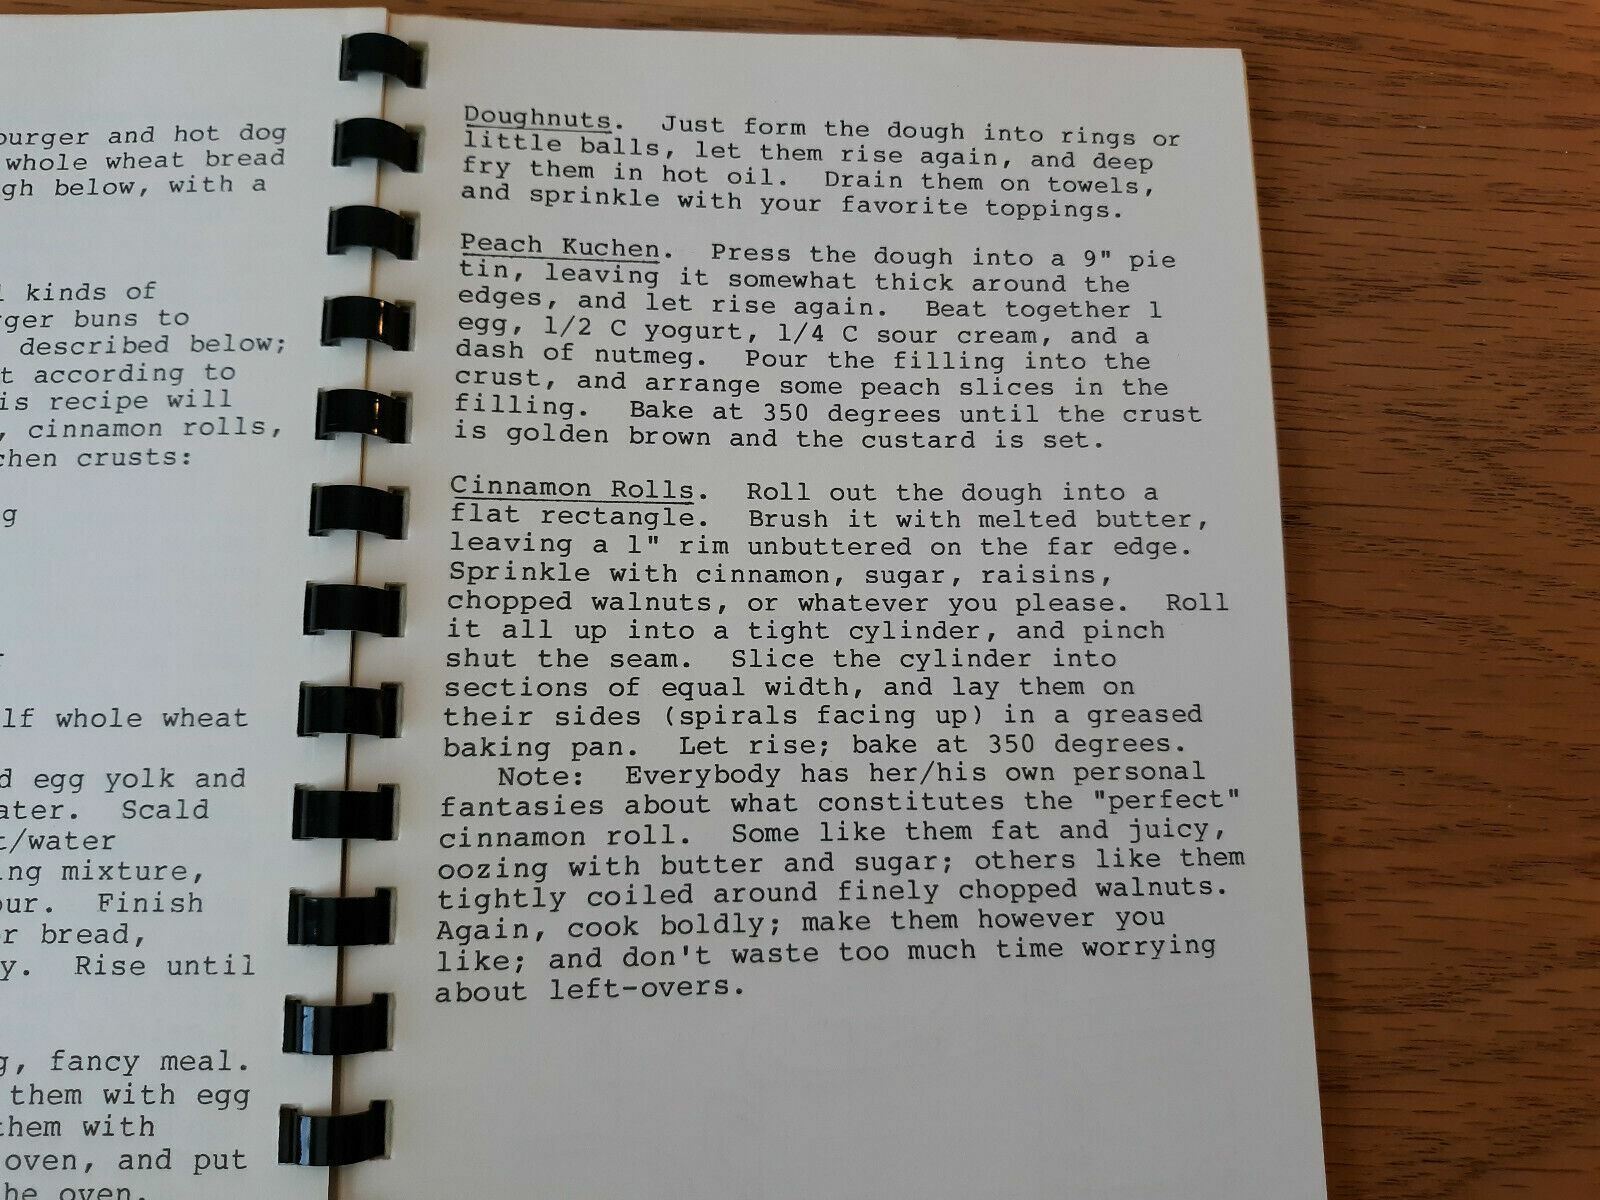 burger and hot dog
whole wheat bread
below, with a
kinds of
buns to
described below;
according to
recipe will
, cinnamon rolls,
crusts:
whole wheat
egg yolk and
Scald
/water
mixture,
Finish
bread,
Rise until
, fancy meal.
them with egg
them with
oven, and put
the oven.
Doughnuts. Just form the dough into rings or
little balls, let them rise again, and deep
fry them in hot oil. Drain them on towels,
and sprinkle with your favorite toppings.
Peach Kuchen. Press the dough into a 9" pie
tin, leaving it somewhat thick around the
edges, and let rise again. Beat together 1
egg, 1/2 C yogurt, 1/4 C sour cream, and a
dash of nutmeg. Pour the filling into the
crust, and arrange some peach slices in the
filling. Bake at 350 degrees until the crust
is golden brown and the custard is set.
Cinnamon Rolls. Roll out the dough into a
flat rectangle. Brush it with melted butter,
leaving a 1" rim unbuttered on the far edge.
Sprinkle with cinnamon, sugar, raisins,
chopped walnuts, or whatever you please. Roll
it all up into a tight cylinder, and pinch
shut the seam. Slice the cylinder into
sections of equal width, and lay them on
their sides (spirals facing up) in a greased
baking pan. Let rise; bake at 350 degrees.
Note: Everybody has her/his own personal
fantasies about what constitutes the "perfect"
cinnamon roll. Some like them fat and juicy,
oozing with butter and sugar; others like them
tightly coiled around finely chopped walnuts.
Again, cook boldly; make them however you
like; and don't waste too much time worrying
about left-overs.